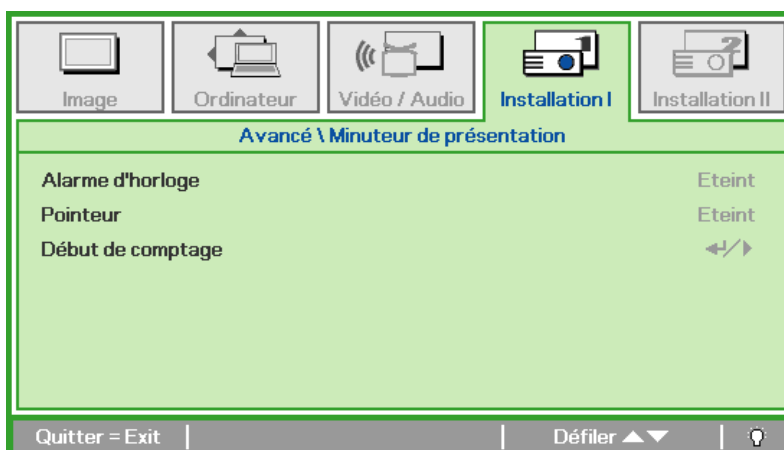 Image
Ordinateur
Vidéo / Audio
Installation I
Installation II
Avancé \ Minuteur de présentation
Alarme d'horloge Eteint
Pointeur Eteint
Début de comptage
Quitter = Exit Défiler